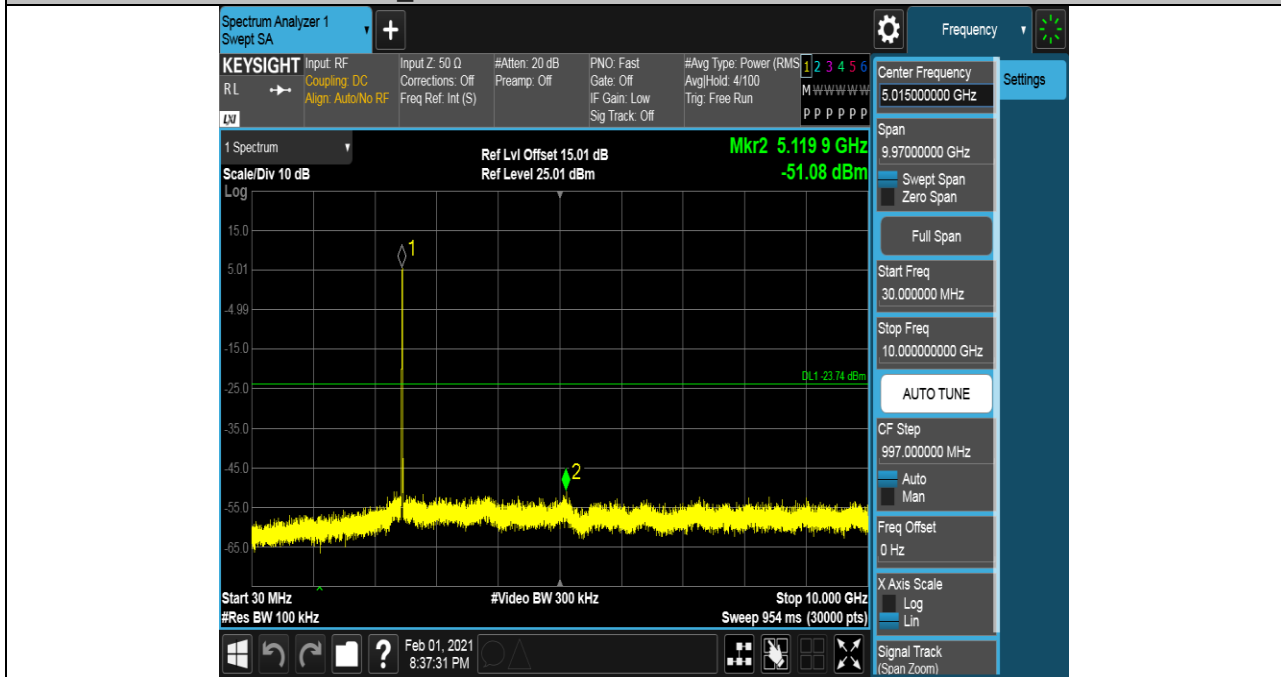 Spectrum Analyzer 1
Swept SA
+
Frequency
KEYSIGHT
RL
LXI
Input: RF
Coupling: DC
Align: Auto/No RF
Input Z: 50 Ω
Corrections: Off
Freq Ref: Int (S)
#Atten: 20 dB
Preamp: Off
PNO: Fast
Gate: Off
IF Gain: Low
Sig Track: Off
#Avg Type: Power (RMS
Avg|Hold: 4/100
Trig: Free Run
1 2 3 4 5 6
M W W W W W
P P P P P P
1 Spectrum
Scale/Div 10 dB
Log
Ref Lvl Offset 15.01 dB
Ref Level 25.01 dBm
Mkr2 5.119 9 GHz
-51.08 dBm
15.0
5.01
-4.99
-15.0
-25.0
-35.0
-45.0
-55.0
-65.0
1
2
DL1 -23.74 dBm
Start 30 MHz
#Res BW 100 kHz
#Video BW 300 kHz
Stop 10.000 GHz
Sweep 954 ms (30000 pts)
?
Feb 01, 2021
8:37:31 PM
Center Frequency
5.015000000 GHz
Span
9.97000000 GHz
Swept Span
Zero Span
Full Span
Start Freq
30.000000 MHz
Stop Freq
10.000000000 GHz
AUTO TUNE
CF Step
997.000000 MHz
Auto
Man
Freq Offset
0 Hz
X Axis Scale
Log
Lin
Signal Track
(Span Zoom)
Settings